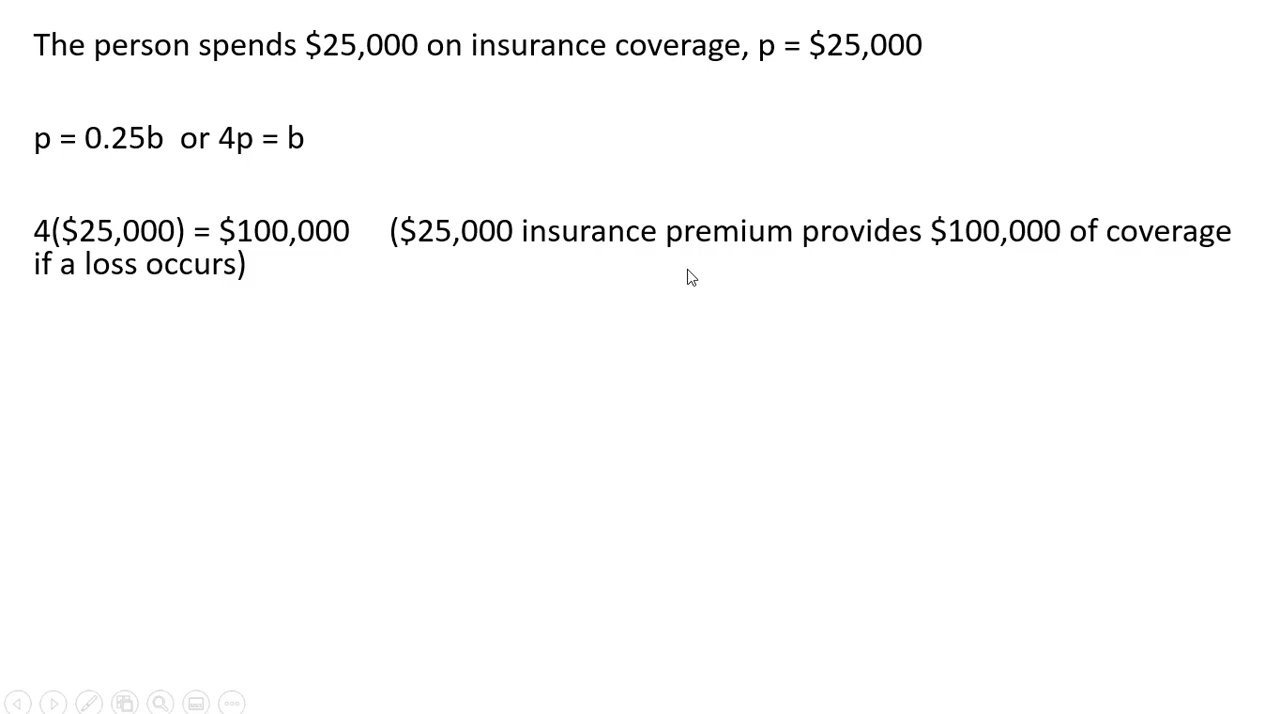 The person spends $25,000 on insurance coverage, p = $25,000
p = 0.25b or 4p = b
4($25,000) = $100,000 ($25,000 insurance premium provides $100,000 of coverage
if a loss occurs)